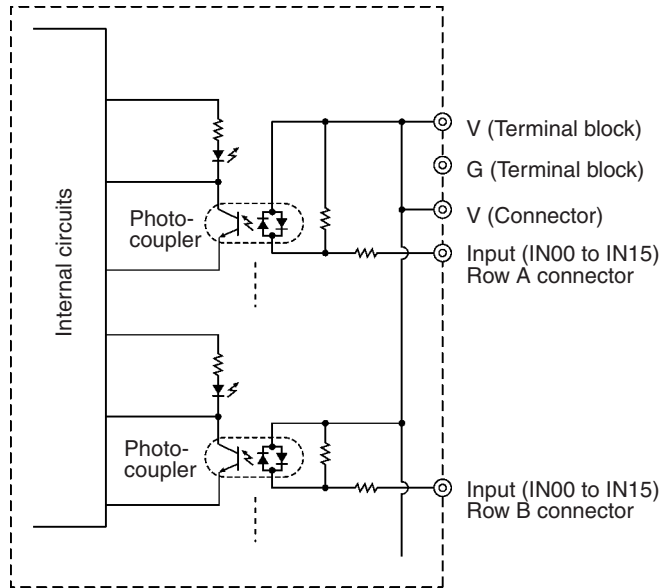 Internal circuits
V (Terminal block)
G (Terminal block)
Photo-
coupler
V (Connector)
Input (IN00 to IN15)
Row A connector
Photo-
coupler
Input (IN00 to IN15)
Row B connector